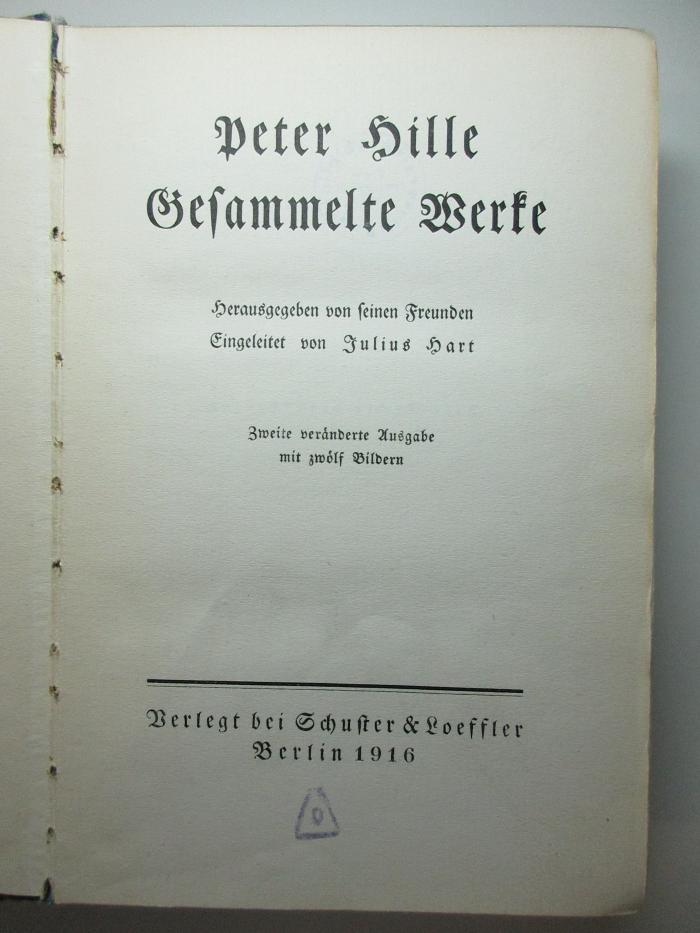 Peter Hille
Geſammelte Werke
Herausgegeben von ſeinen Freunden
Eingeleitet von Julius Hart
Zweite veränderte Ausgabe
mit zwölf Bildern
Verlegt bei Schuſter & Loeffler
Berlin 1916